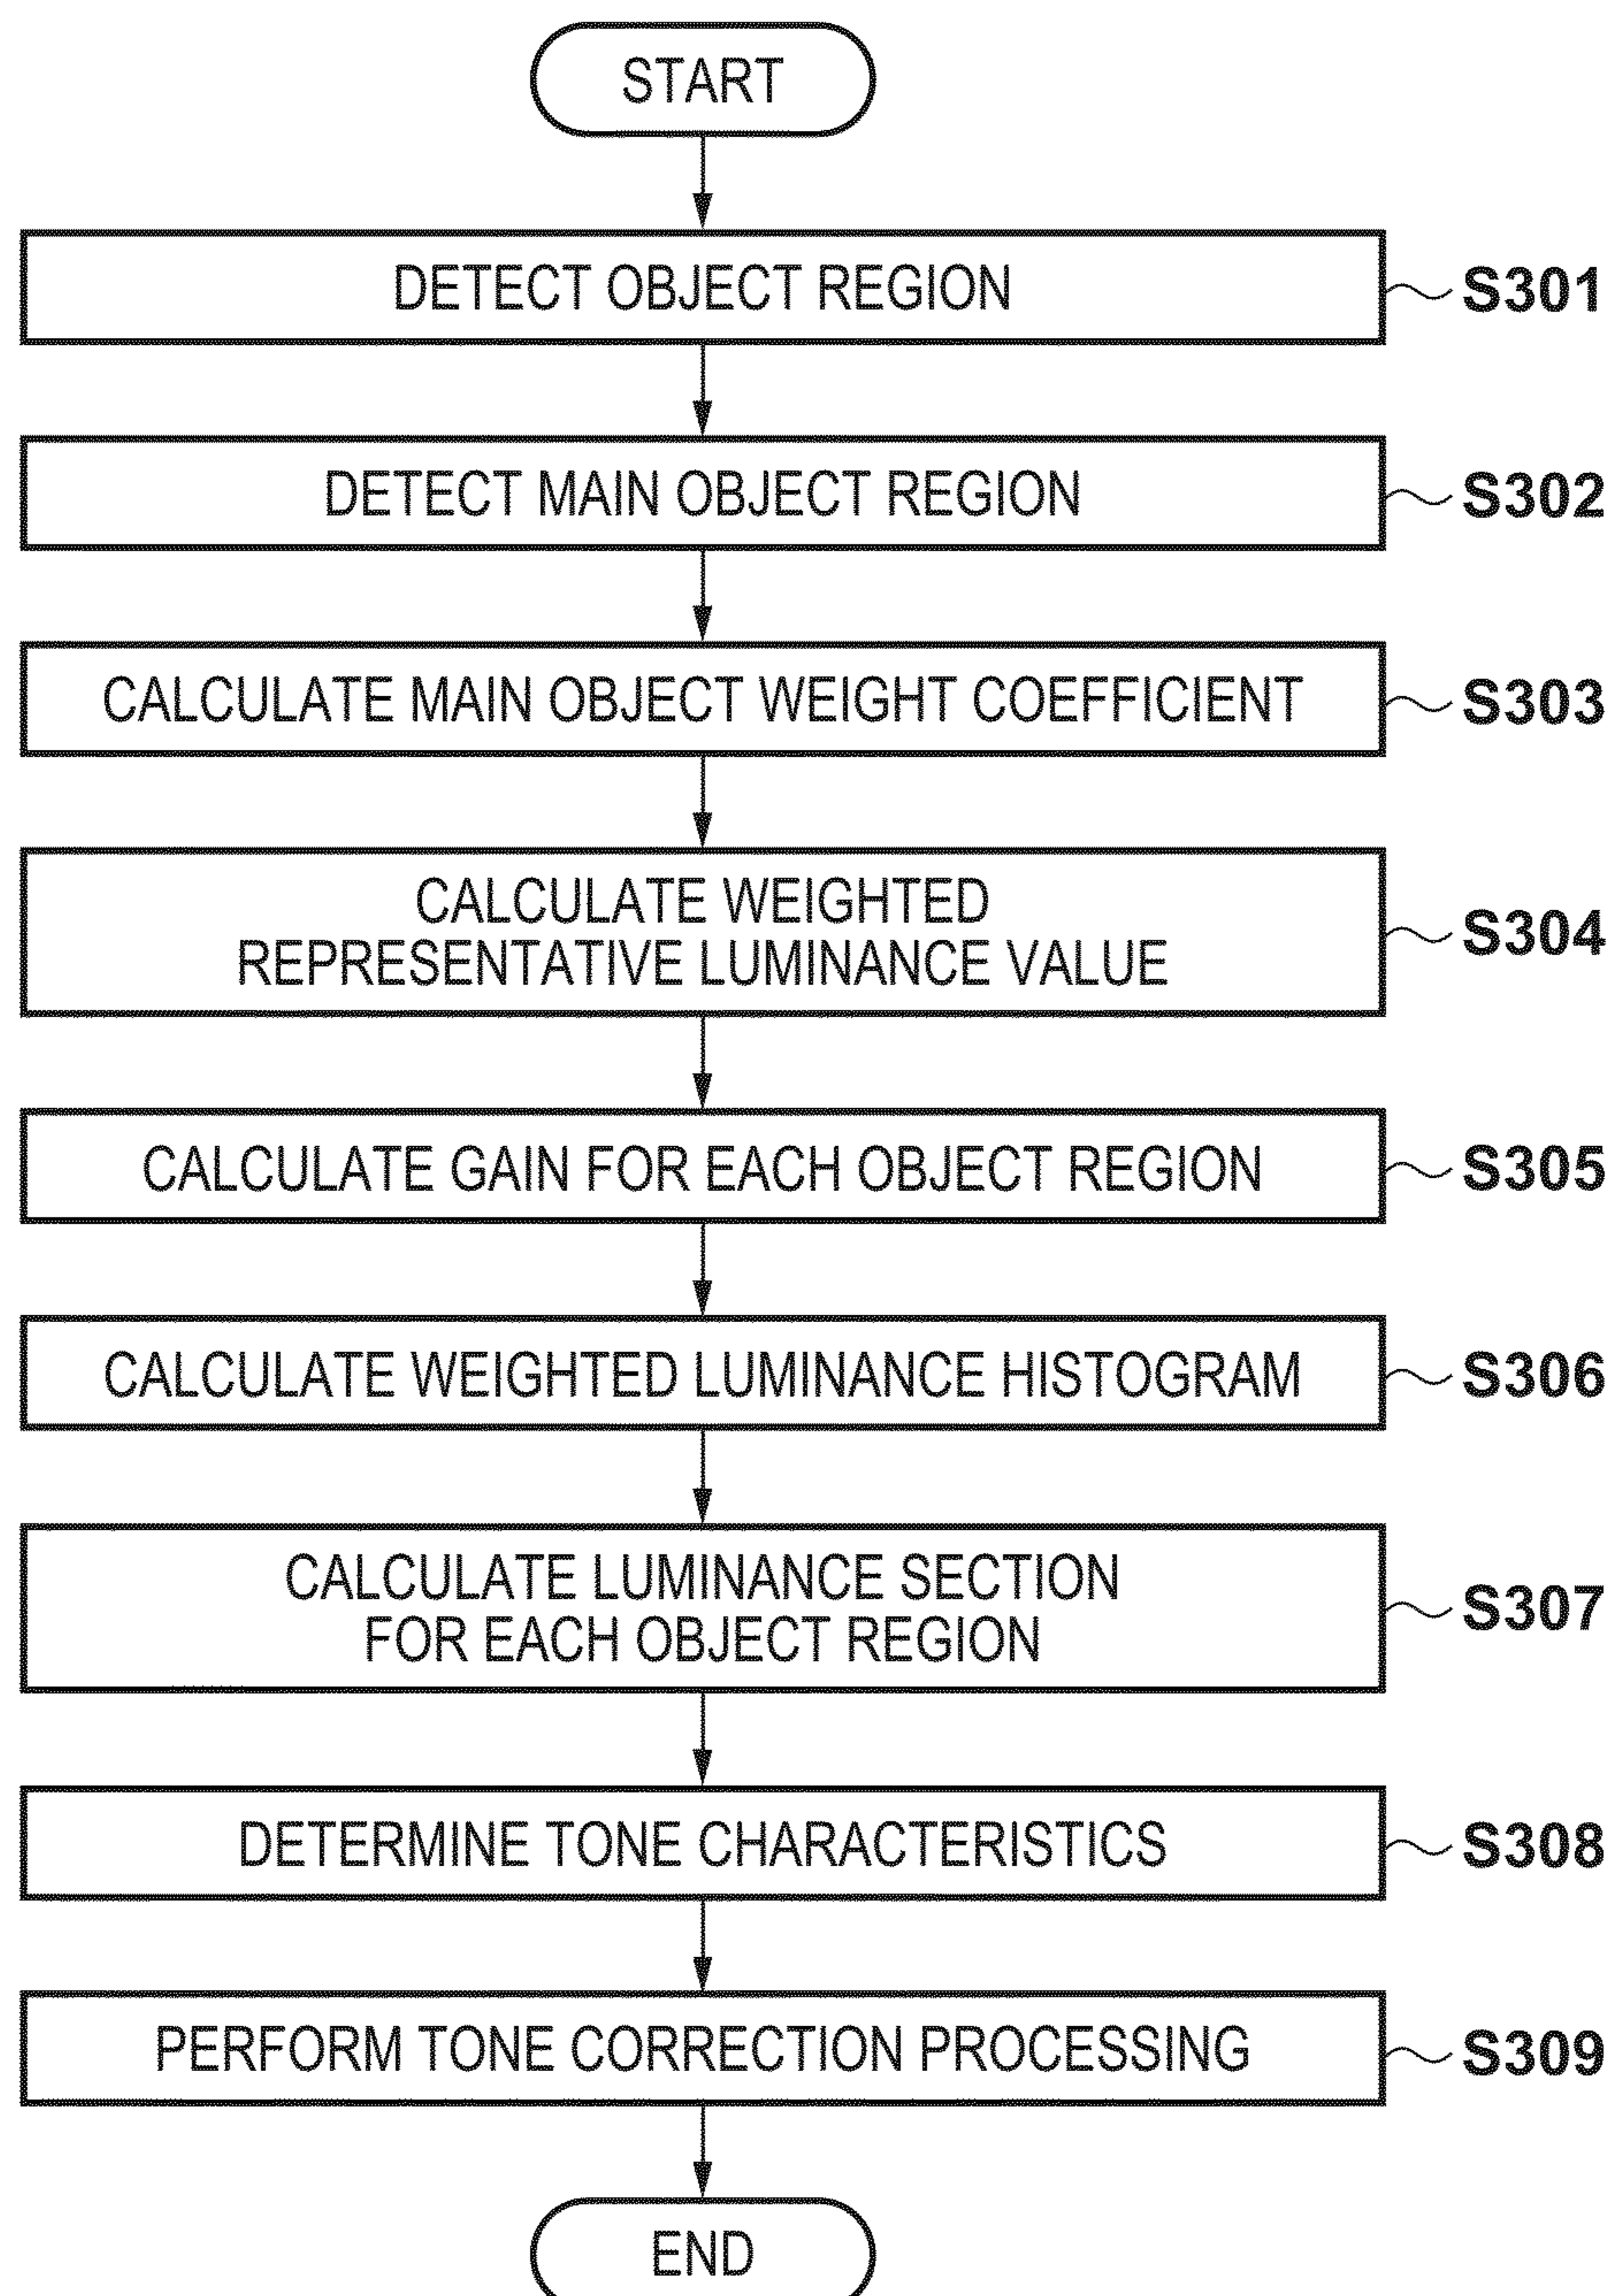 START
DETECT OBJECT REGION
S301
DETECT MAIN OBJECT REGION
S302
CALCULATE MAIN OBJECT WEIGHT COEFFICIENT
S303
CALCULATE WEIGHTED
REPRESENTATIVE LUMINANCE VALUE
S304
CALCULATE GAIN FOR EACH OBJECT REGION
S305
CALCULATE WEIGHTED LUMINANCE HISTOGRAM
S306
CALCULATE LUMINANCE SECTION
FOR EACH OBJECT REGION
S307
DETERMINE TONE CHARACTERISTICS
S308
PERFORM TONE CORRECTION PROCESSING
S309
END